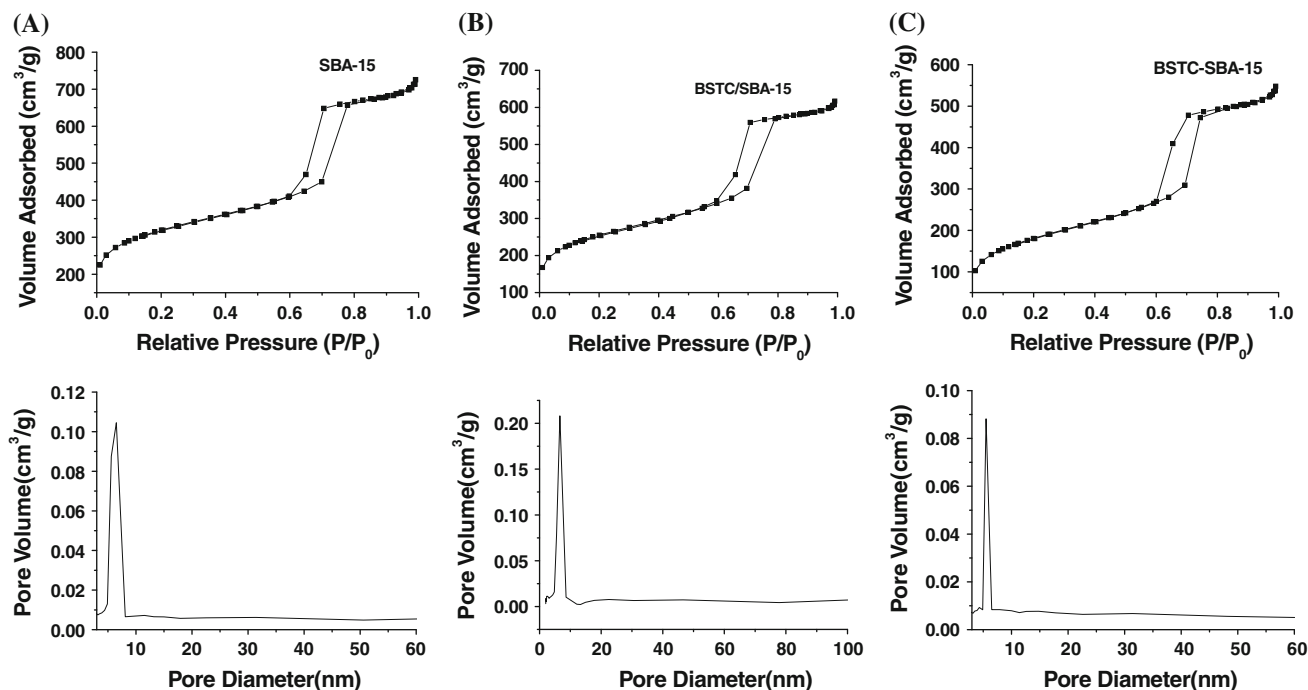 (A)
Volume Adsorbed (cm³/g)
800
700
600
500
400
300
200
SBA-15
0.0 0.2 0.4 0.6 0.8 1.0
Relative Pressure (P/P₀)
(B)
Volume Adsorbed (cm³/g)
700
600
500
400
300
200
100
BSTC/SBA-15
0.0 0.2 0.4 0.6 0.8 1.0
Relative Pressure (P/P₀)
(C)
Volume Adsorbed (cm³/g)
600
500
400
300
200
100
BSTC-SBA-15
0.0 0.2 0.4 0.6 0.8 1.0
Relative Pressure (P/P₀)
Pore Volume(cm³/g)
0.12
0.10
0.08
0.06
0.04
0.02
0.00
10 20 30 40 50 60
Pore Diameter(nm)
Pore Volume(cm³/g)
0.20
0.15
0.10
0.05
0.00
0 20 40 60 80 100
Pore Diameter(nm)
Pore Volume(cm³/g)
0.10
0.08
0.06
0.04
0.02
0.00
10 20 30 40 50 60
Pore Diameter(nm)